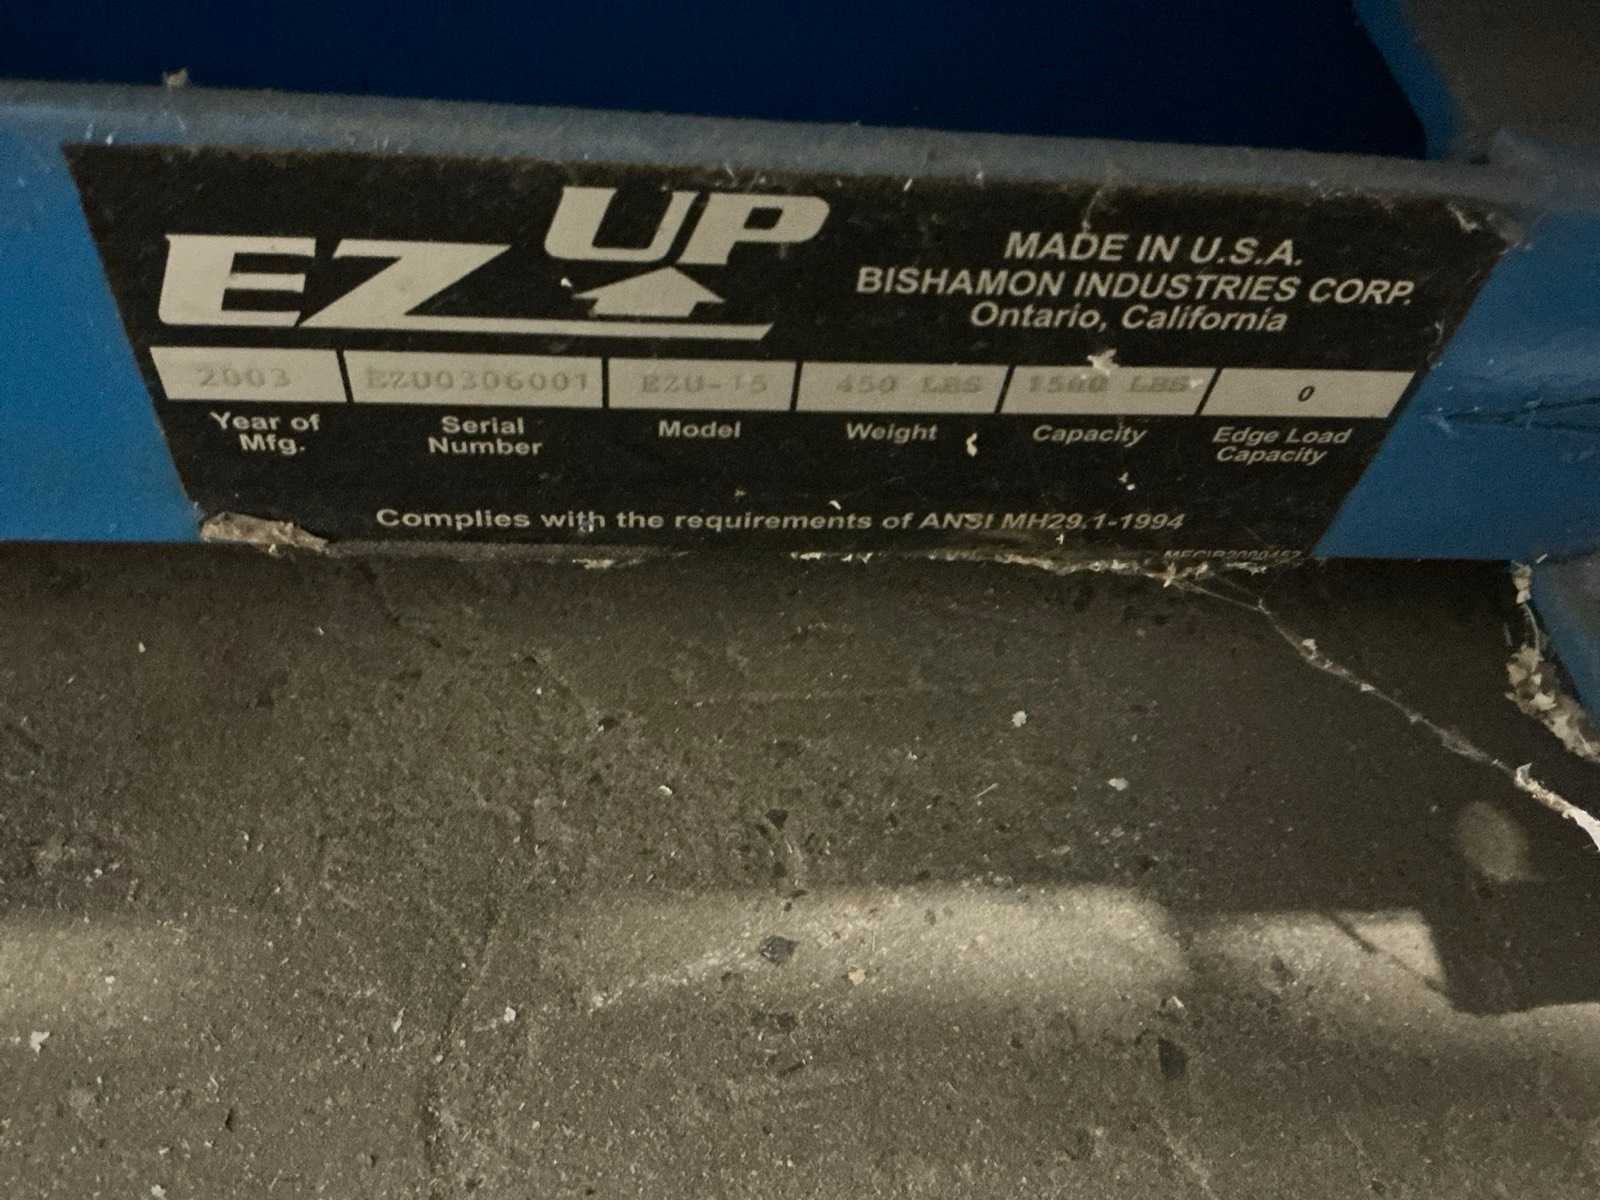 EZ UP
MADE IN U.S.A.
BISHAMON INDUSTRIES CORP.
Ontario, California
2003 EZU0306001 EZU-15 450 LBS 1500 LBS 0
Year of Mfg. Serial Number Model Weight Capacity Edge Load Capacity
Complies with the requirements of ANSI MH29.1-1994